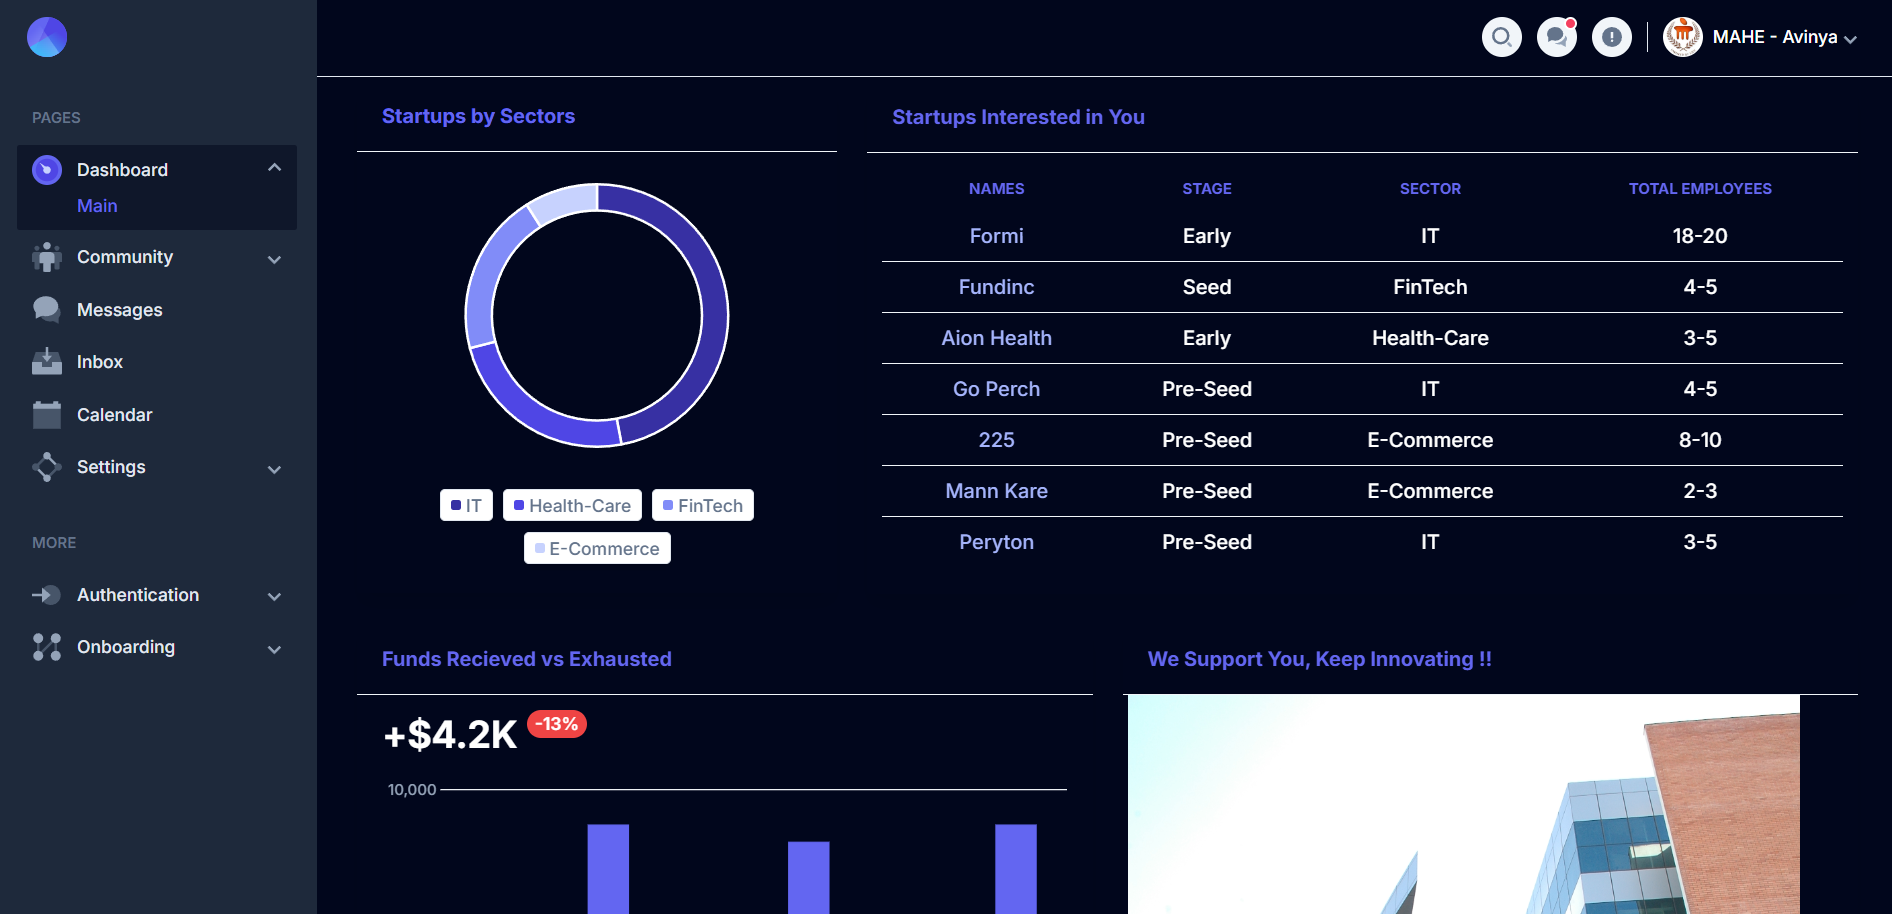 MAHE - Avinya
PAGES
Dashboard
Main
Community
Messages
Inbox
Calendar
Settings
MORE
Authentication
Onboarding
Startups by Sectors
IT
Health-Care
FinTech
E-Commerce
Startups Interested in You
NAMES STAGE SECTOR TOTAL EMPLOYEES
Formi Early IT 18-20
Fundinc Seed FinTech 4-5
Aion Health Early Health-Care 3-5
Go Perch Pre-Seed IT 4-5
225 Pre-Seed E-Commerce 8-10
Mann Kare Pre-Seed E-Commerce 2-3
Peryton Pre-Seed IT 3-5
Funds Recieved vs Exhausted
+$4.2K -13%
10,000
We Support You, Keep Innovating !!